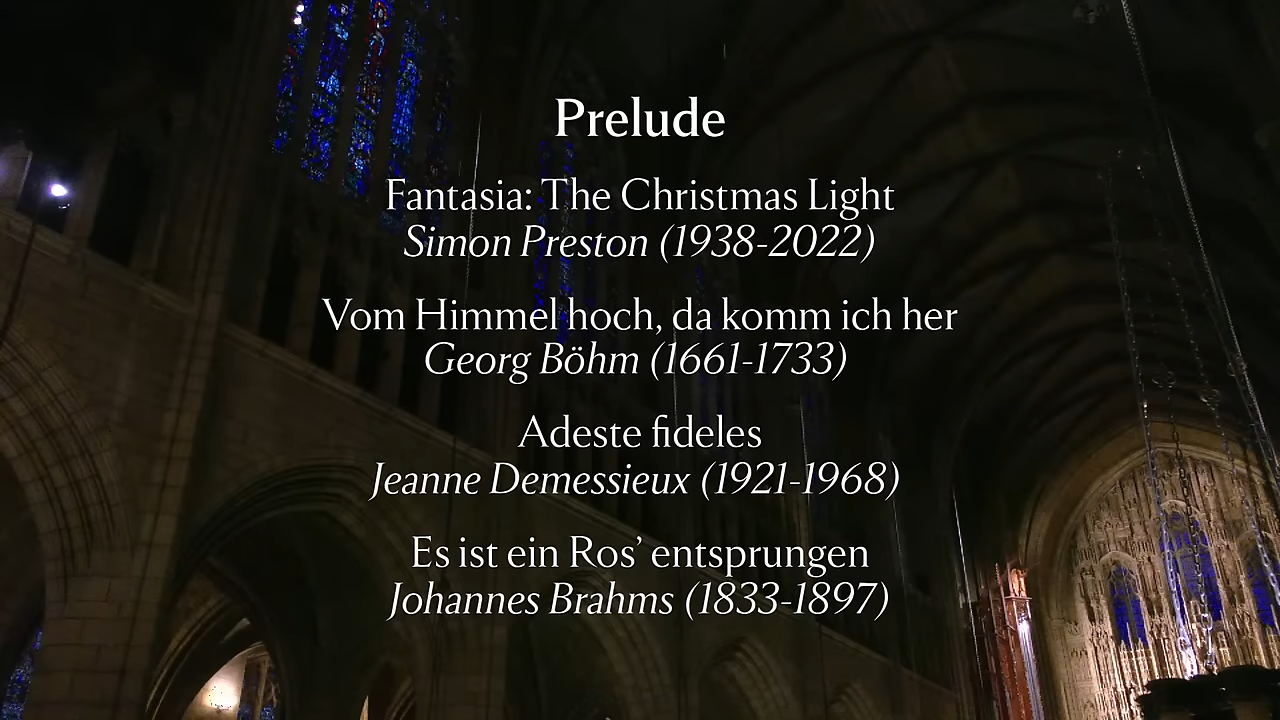 Prelude
Fantasia: The Christmas Light
Simon Preston (1938-2022)
Vom Himmel hoch, da komm ich her
Georg Böhm (1661-1733)
Adeste fideles
Jeanne Demessieux (1921-1968)
Es ist ein Ros’ entsprungen
Johannes Brahms (1833-1897)